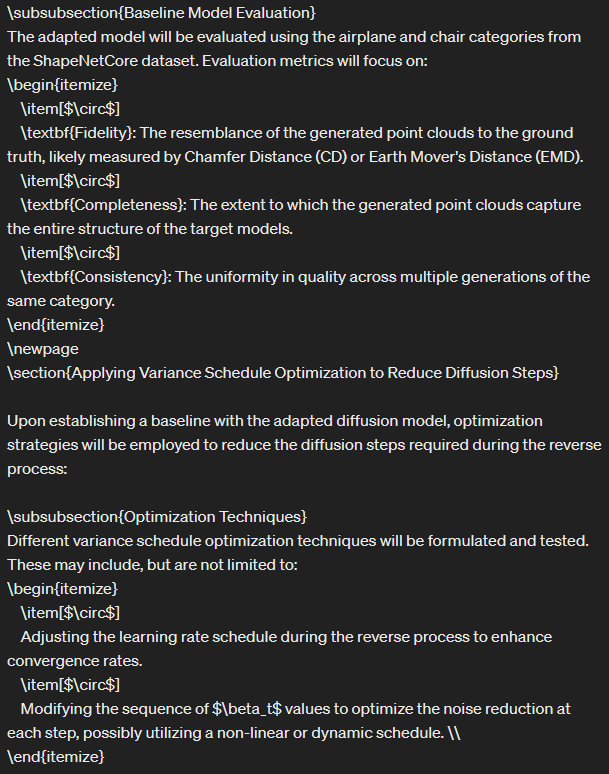 \subsubsection{Baseline Model Evaluation}
The adapted model will be evaluated using the airplane and chair categories from
the ShapeNetCore dataset. Evaluation metrics will focus on:
\begin{itemize}
\item[$\circ$]
\textbf{Fidelity}: The resemblance of the generated point clouds to the ground
truth, likely measured by Chamfer Distance (CD) or Earth Mover's Distance (EMD).
\item[$\circ$]
\textbf{Completeness}: The extent to which the generated point clouds capture
the entire structure of the target models.
\item[$\circ$]
\textbf{Consistency}: The uniformity in quality across multiple generations of the
same category.
\end{itemize}
\newpage
\section{Applying Variance Schedule Optimization to Reduce Diffusion Steps}
Upon establishing a baseline with the adapted diffusion model, optimization
strategies will be employed to reduce the diffusion steps required during the reverse
process:
\subsubsection{Optimization Techniques}
Different variance schedule optimization techniques will be formulated and tested.
These may include, but are not limited to:
\begin{itemize}
\item[$\circ$]
Adjusting the learning rate schedule during the reverse process to enhance
convergence rates.
\item[$\circ$]
Modifying the sequence of $\beta_t$ values to optimize the noise reduction at
each step, possibly utilizing a non-linear or dynamic schedule. \\
\end{itemize}